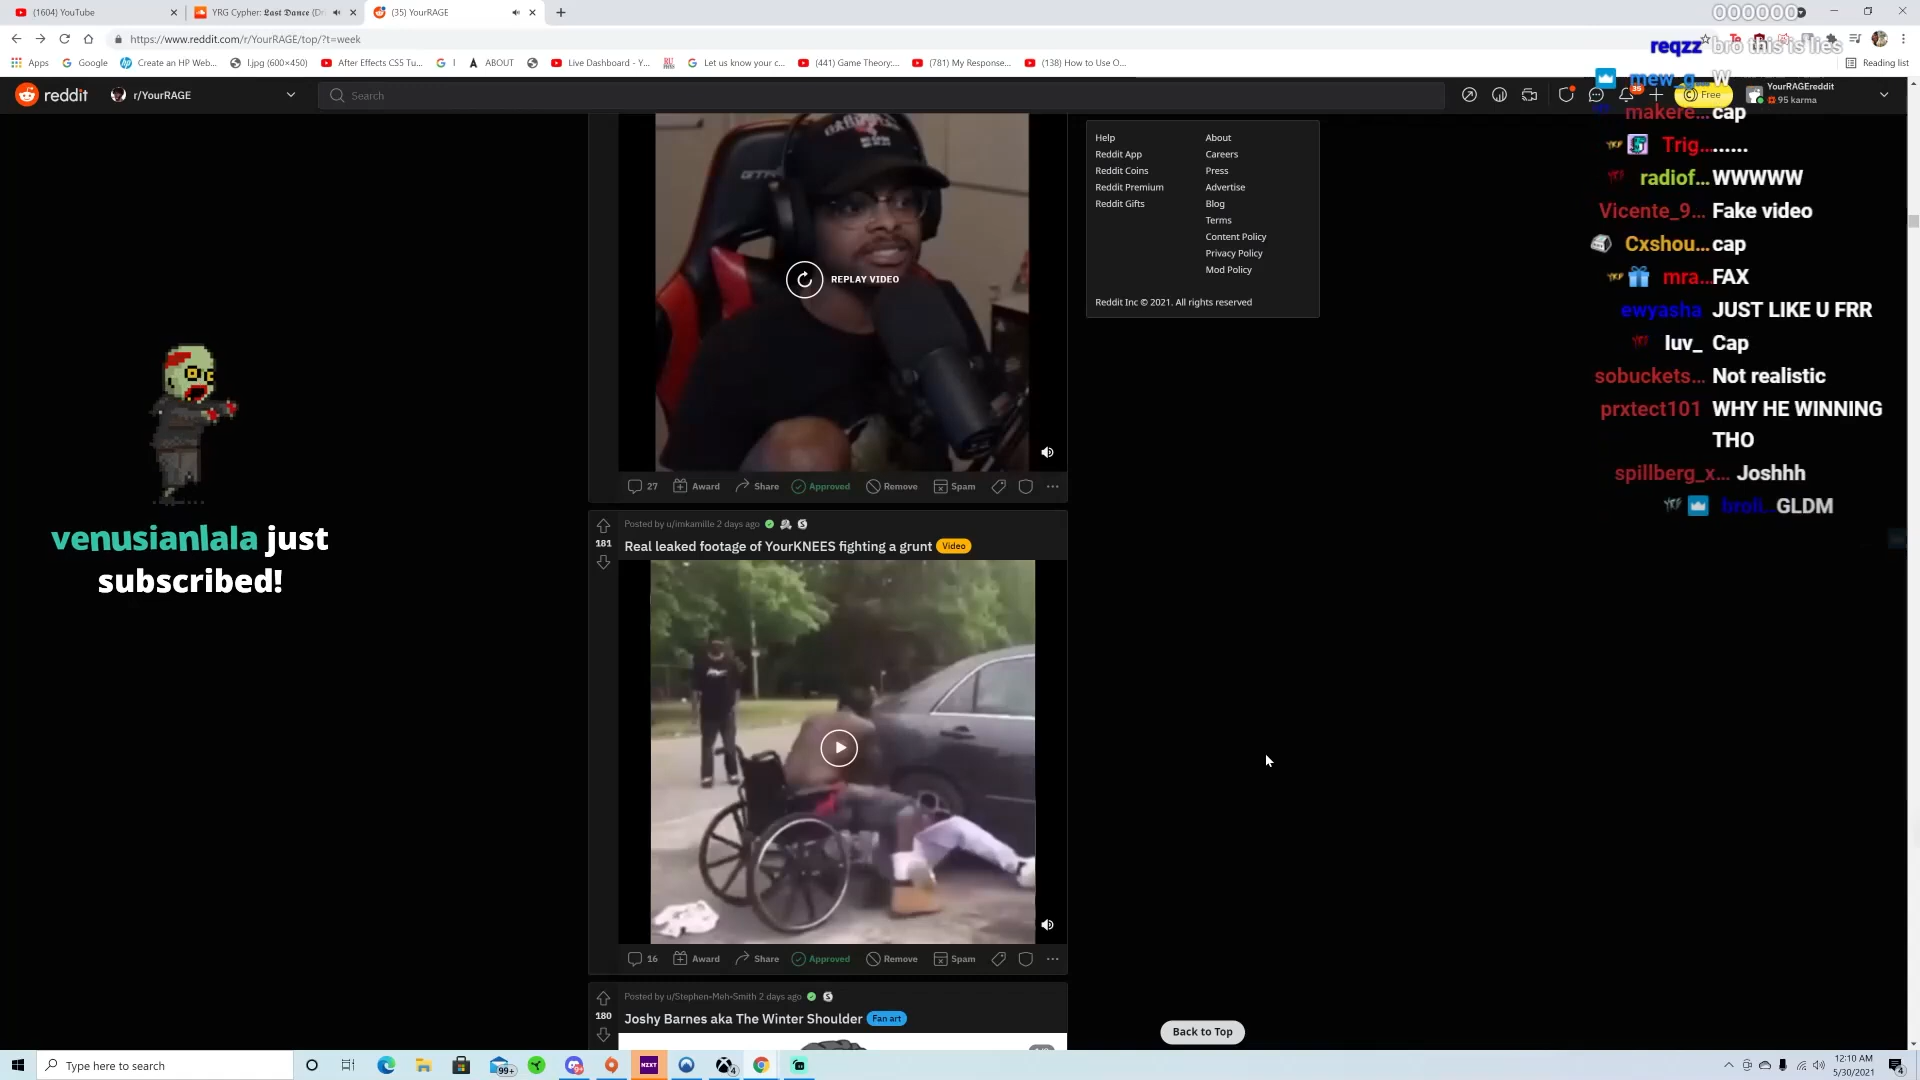 (1604) YouTube
YRG Cypher: Last Dance (D
(35) YourRAGE
OOOOOO
https://www.reddit.com/r/YourRAGE/top/?t=week
reqzz bro this is lies
Apps
Google
Create an HP Web...
l.jpg (600×450)
After Effects CS5 Tu...
ABOUT
Live Dashboard - Y...
Let us know your c...
(441) Game Theory:...
(781) My Response...
(138) How to Use O...
Reading list
mew_g... W
reddit
r/YourRAGE
Search
35
Free
YourRAGEreddit
95 karma
makere... cap
Trig... ......
radiof... WWWWW
Vicente_9... Fake video
Cxshou... cap
mra... FAX
ewyasha JUST LIKE U FRR
luv_ Cap
sobuckets... Not realistic
prxtect101 WHY HE WINNING
THO
spillberg_x... Joshhh
broli... GLDM
Help
About
Reddit App
Careers
Reddit Coins
Press
Reddit Premium
Advertise
Reddit Gifts
Blog
Terms
Content Policy
Privacy Policy
Mod Policy
Reddit Inc © 2021. All rights reserved
REPLAY VIDEO
27 Award Share Approved Remove Spam
venusianlala just
subscribed!
Posted by u/imkamille 2 days ago
181
Real leaked footage of YourKNEES fighting a grunt Video
16 Award Share Approved Remove Spam
Posted by u/Stephen-Meh-Smith 2 days ago
180
Joshy Barnes aka The Winter Shoulder Fan art
Back to Top
Type here to search
99+
NZXT
12:10 AM
5/30/2021